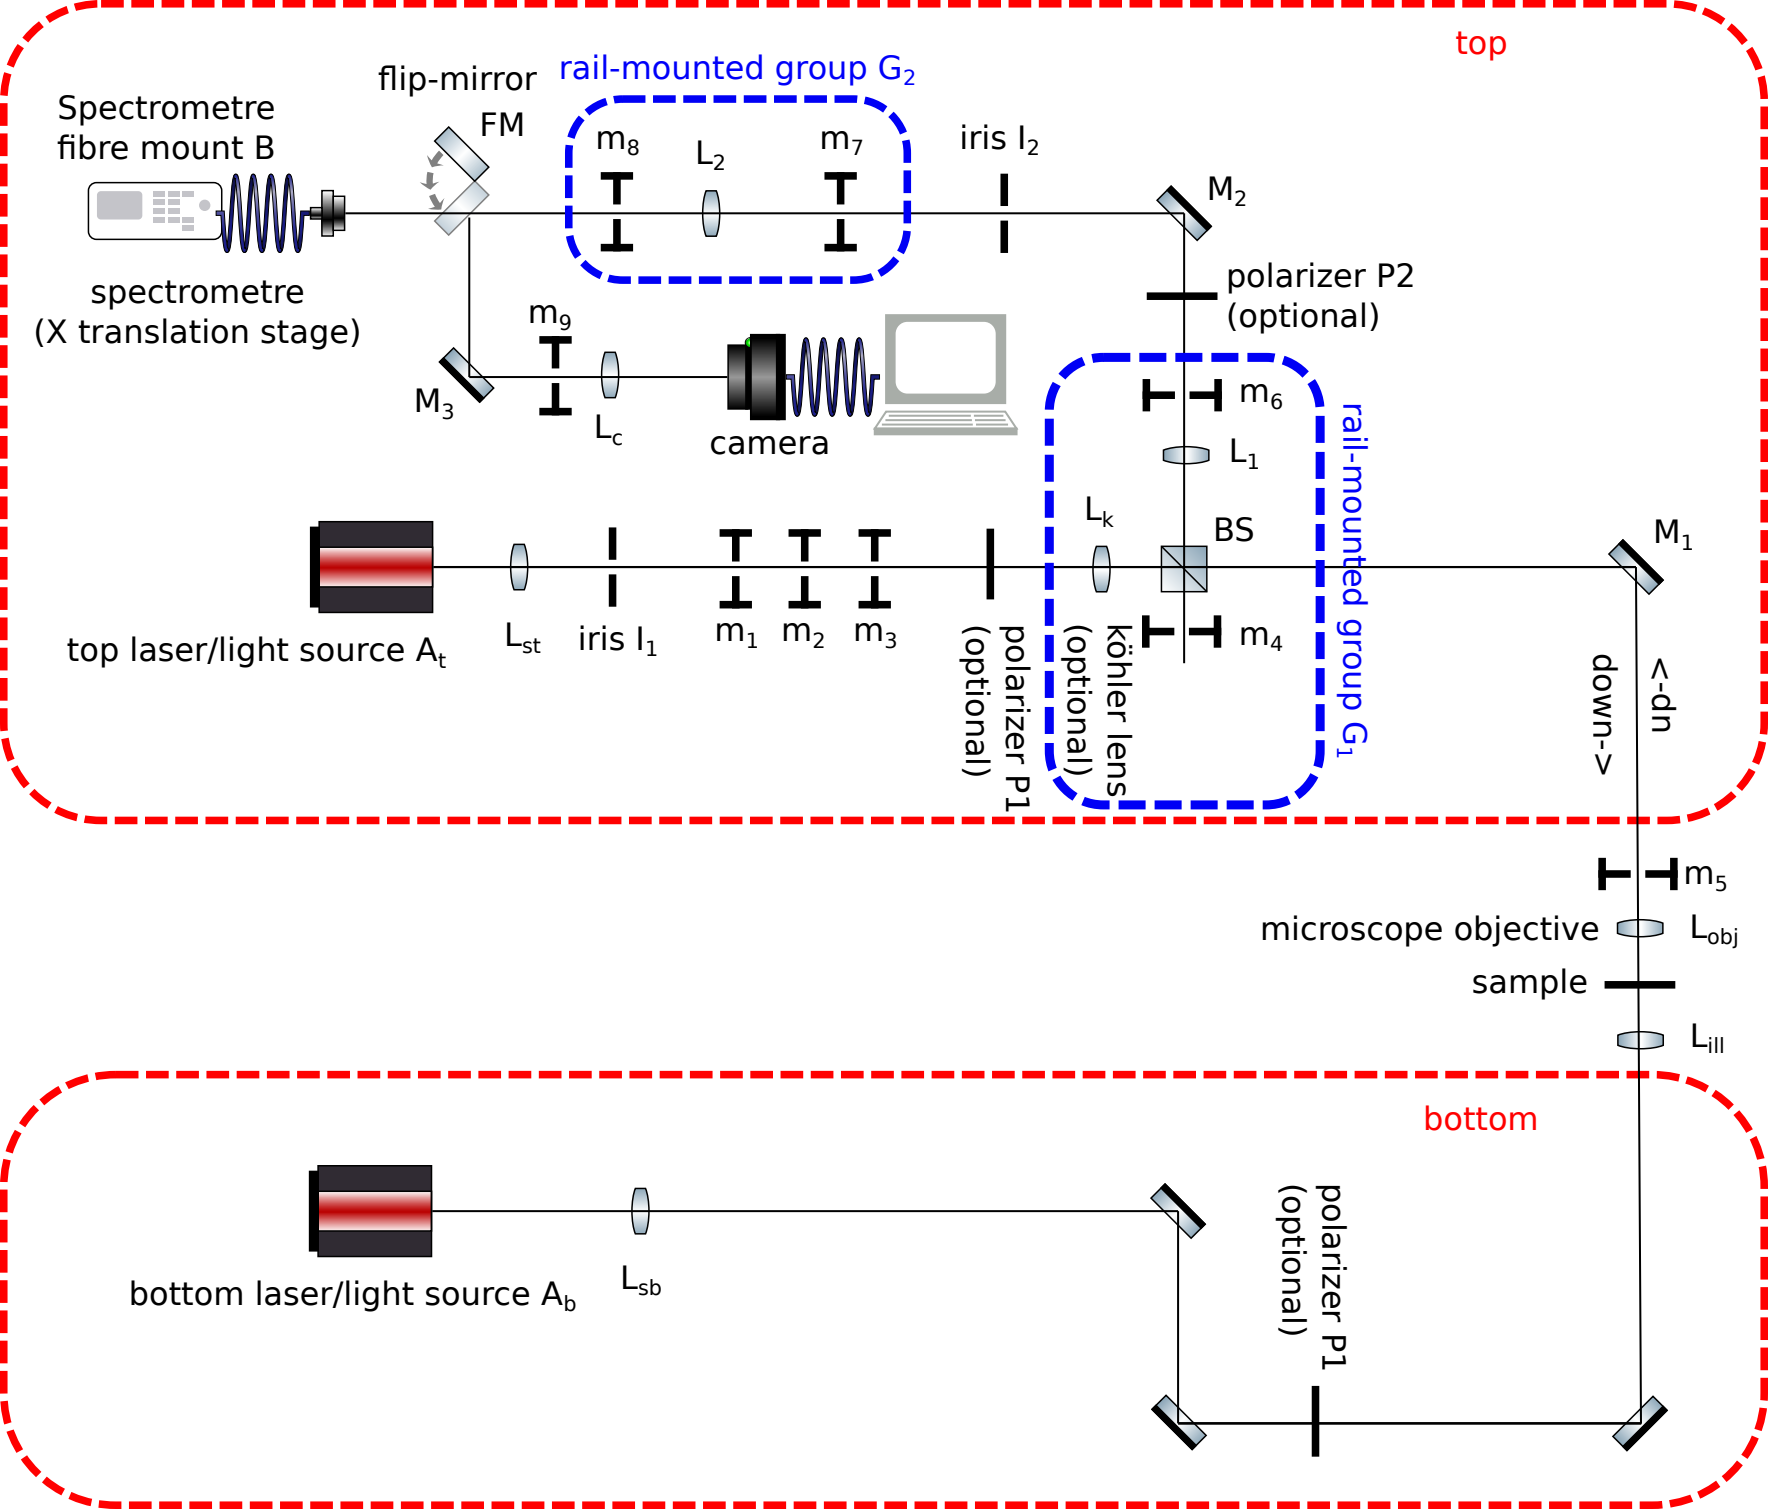 top
flip-mirror
FM
rail-mounted group G2
Spectrometre
fibre mount B
m8
L2
m7
iris I2
M2
spectrometre
(X translation stage)
polarizer P2
(optional)
m9
M3
Lc
camera
m6
L1
rail-mounted group G1
Lk
BS
M1
top laser/light source At
Lst
iris I1
m1
m2
m3
polarizer P1
(optional)
köhler lens
(optional)
m4
down->
<-up
m5
microscope objective
Lobj
sample
Lill
bottom
bottom laser/light source Ab
Lsb
polarizer P1
(optional)